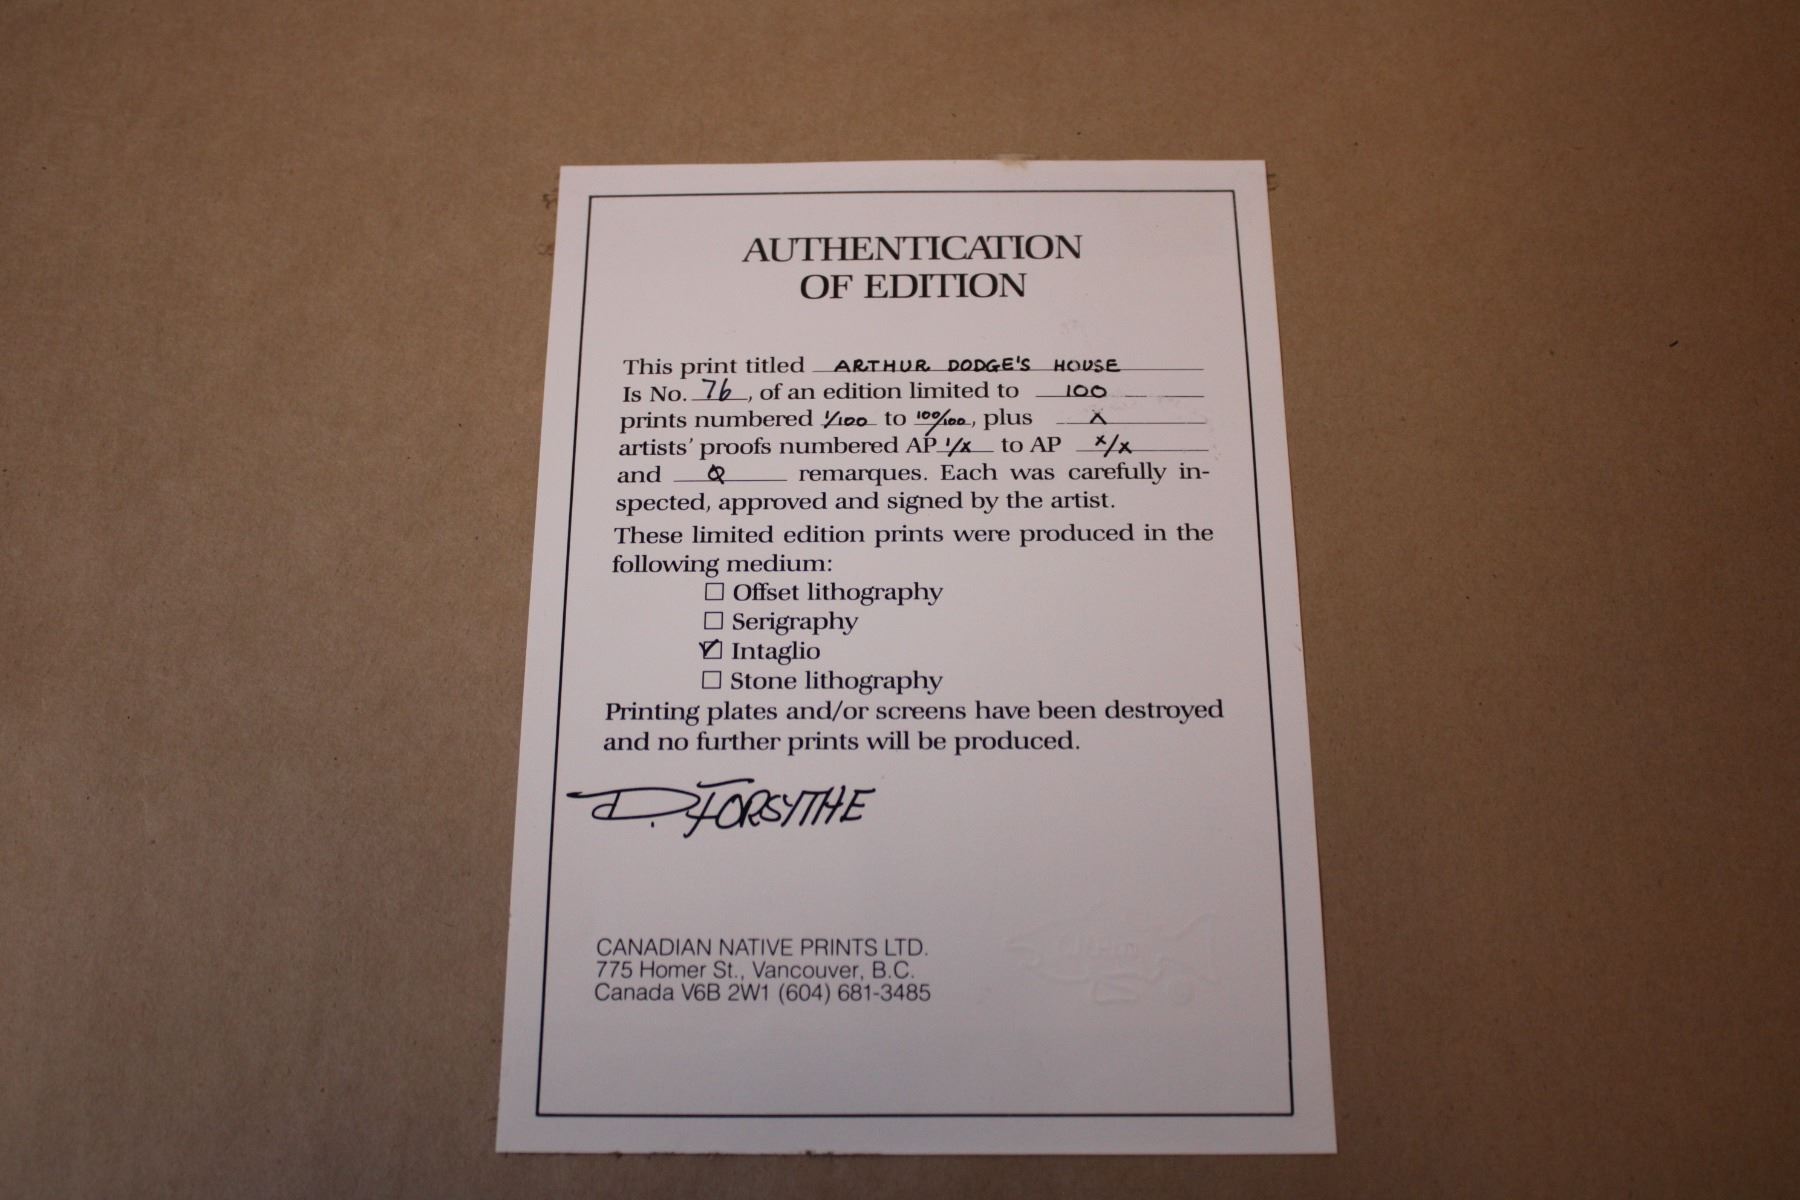 AUTHENTICATION
OF EDITION
This print titled ARTHUR DODGE'S HOUSE
Is No. 76, of an edition limited to 100
prints numbered 1/100 to 100/100, plus X
artists' proofs numbered AP 1/X to AP X/X
and 0 remarques. Each was carefully in-
spected, approved and signed by the artist.
These limited edition prints were produced in the
following medium:
☐ Offset lithography
☐ Serigraphy
☑ Intaglio
☐ Stone lithography
Printing plates and/or screens have been destroyed
and no further prints will be produced.
D. FORSYTHE
CANADIAN NATIVE PRINTS LTD.
775 Homer St., Vancouver, B.C.
Canada V6B 2W1 (604) 681-3485